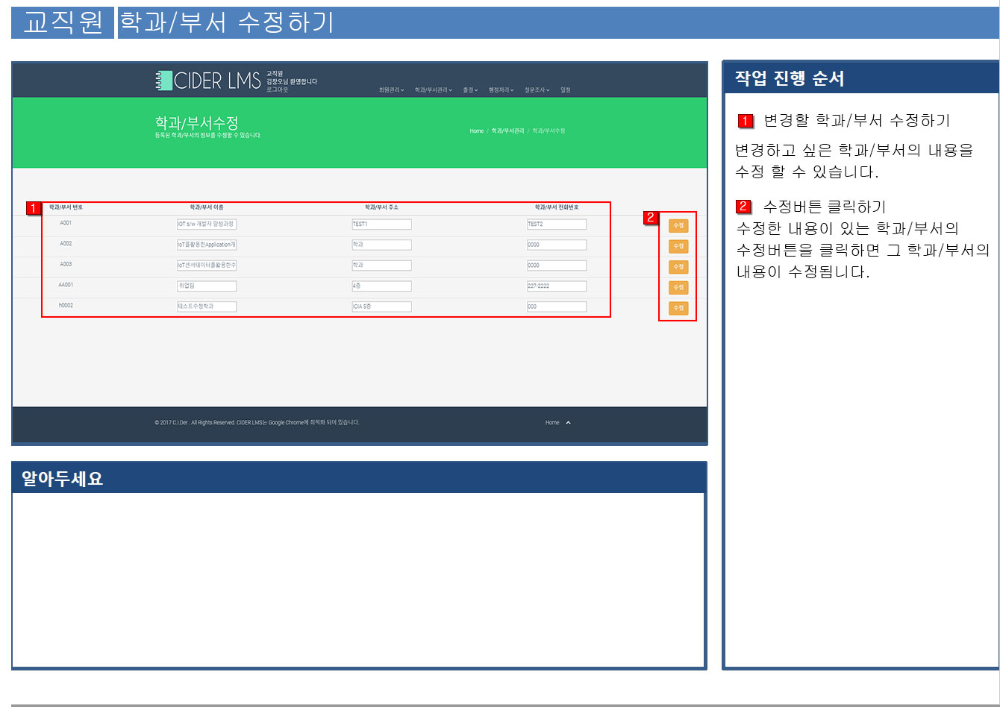 교직원 학과/부서 수정하기
CIDER LMS
교직원
김창오님 환영합니다
로그아웃
회원관리 학과/부서관리 출결 행정처리 설문조사 일정
학과/부서수정
등록된 학과/부서의 정보를 수정할 수 있습니다.
Home / 학과/부서관리 / 학과/부서수정
1
학과/부서 번호 학과/부서 이름 학과/부서 주소 학과/부서 전화번호
2
A001 IOT s/w 개발자 양성과정 TEST1 TEST2 수정
A002 IoT를활용한Application개 학과 0000 수정
A003 IoT센서데이터를활용한수 학과 0000 수정
AA001 취업팀 4층 227-2222 수정
h0002 테스트수정학과 ICIA 5층 000 수정
© 2017 C.I.Der . All Rights Reserved. CIDER LMS는 Google Chrome에 최적화 되어 있습니다.
Home
알아두세요
작업 진행 순서
1 변경할 학과/부서 수정하기
변경하고 싶은 학과/부서의 내용을
수정 할 수 있습니다.
2 수정버튼 클릭하기
수정한 내용이 있는 학과/부서의
수정버튼을 클릭하면 그 학과/부서의
내용이 수정됩니다.